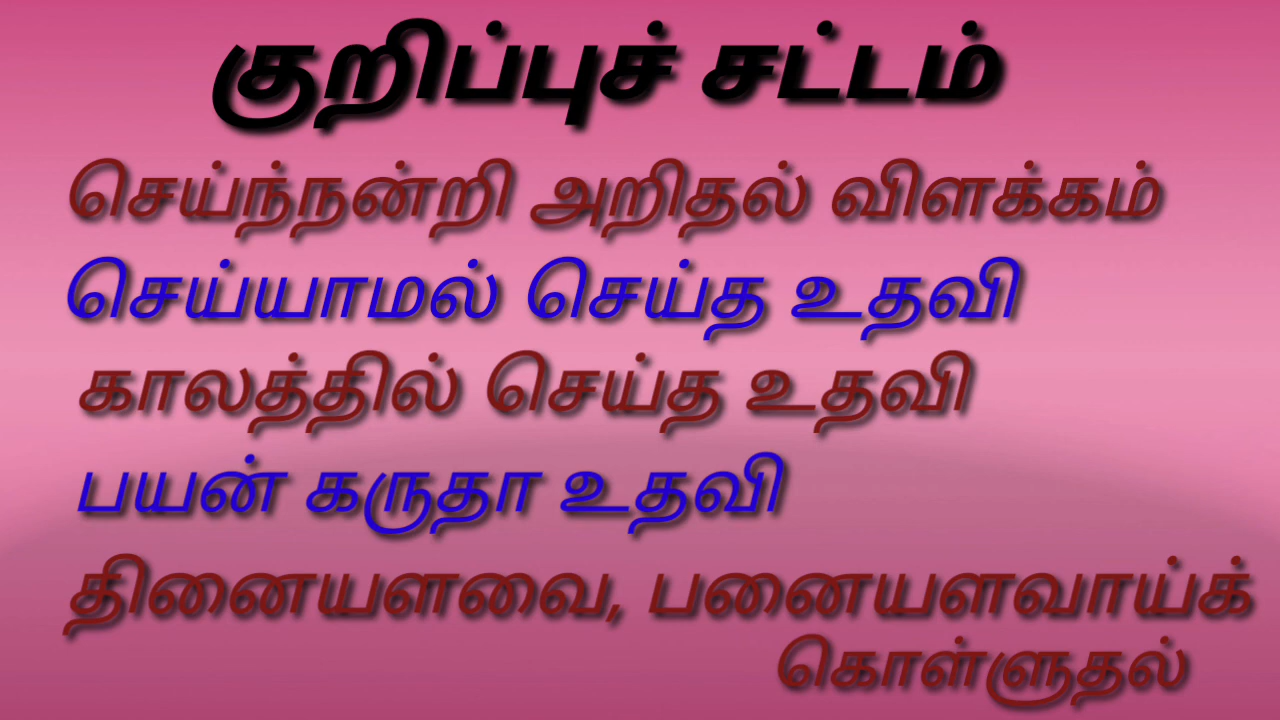 குறிப்புச் சட்டம்
செய்ந்நன்றி அறிதல் விளக்கம்
செய்யாமல் செய்த உதவி
காலத்தில் செய்த உதவி
பயன் கருதா உதவி
தினையளவை, பனையளவாய்க்
கொள்ளுதல்